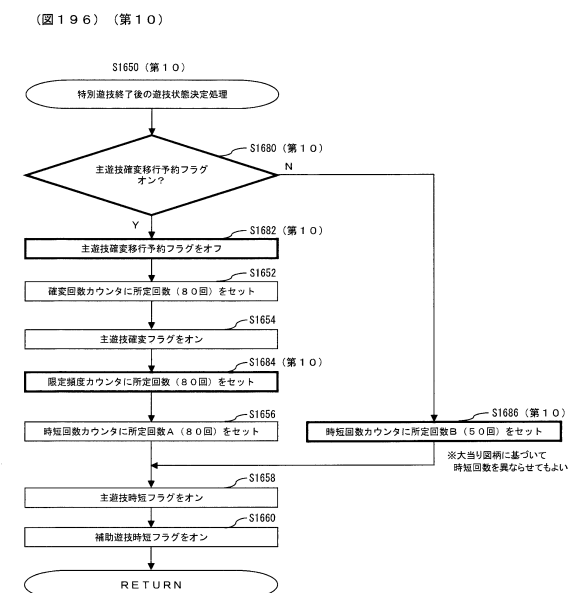 （図１９６）（第１０）
S1650（第１０）
特別遊技終了後の遊技状態決定処理
S1680（第１０）
主遊技確変移行予約フラグ
オン？
N
Y
S1682（第１０）
主遊技確変移行予約フラグをオフ
S1652
確変回数カウンタに所定回数（８０回）をセット
S1654
主遊技確変フラグをオン
S1684（第１０）
限定頻度カウンタに所定回数（８０回）をセット
S1656
時短回数カウンタに所定回数Ａ（８０回）をセット
S1686（第１０）
時短回数カウンタに所定回数Ｂ（５０回）をセット
※大当り図柄に基づいて
時短回数を異ならせてもよい
S1658
主遊技時短フラグをオン
S1660
補助遊技時短フラグをオン
ＲＥＴＵＲＮ